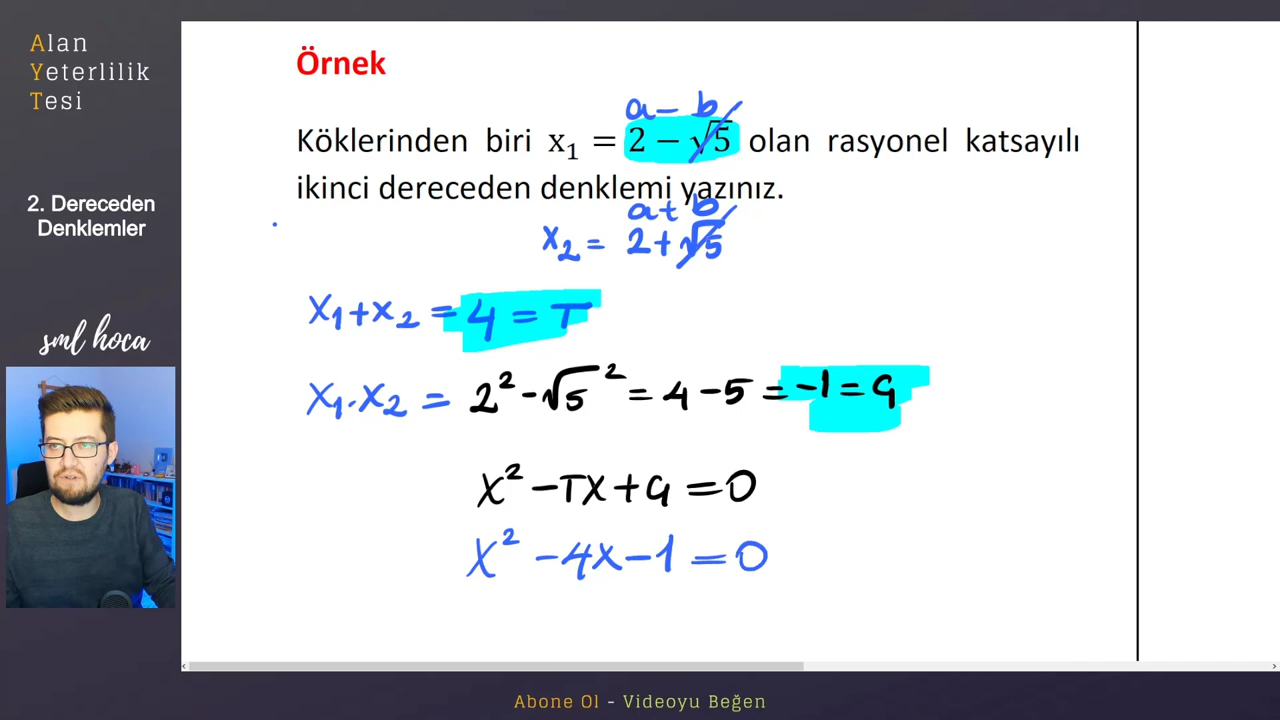 Alan
Yeterlilik
Tesi
2. Dereceden
Denklemler
sml hoca
Örnek
a - b
Köklerinden biri x₁ = 2 − √5 olan rasyonel katsayılı
ikinci dereceden denklemi yazınız.
a + b
x₂ = 2 + √5
x₁ + x₂ = 4 = T
x₁ . x₂ = 2² - √5² = 4 - 5 = -1 = Ç
x² - Tx + Ç = 0
x² - 4x - 1 = 0
Abone Ol - Videoyu Beğen